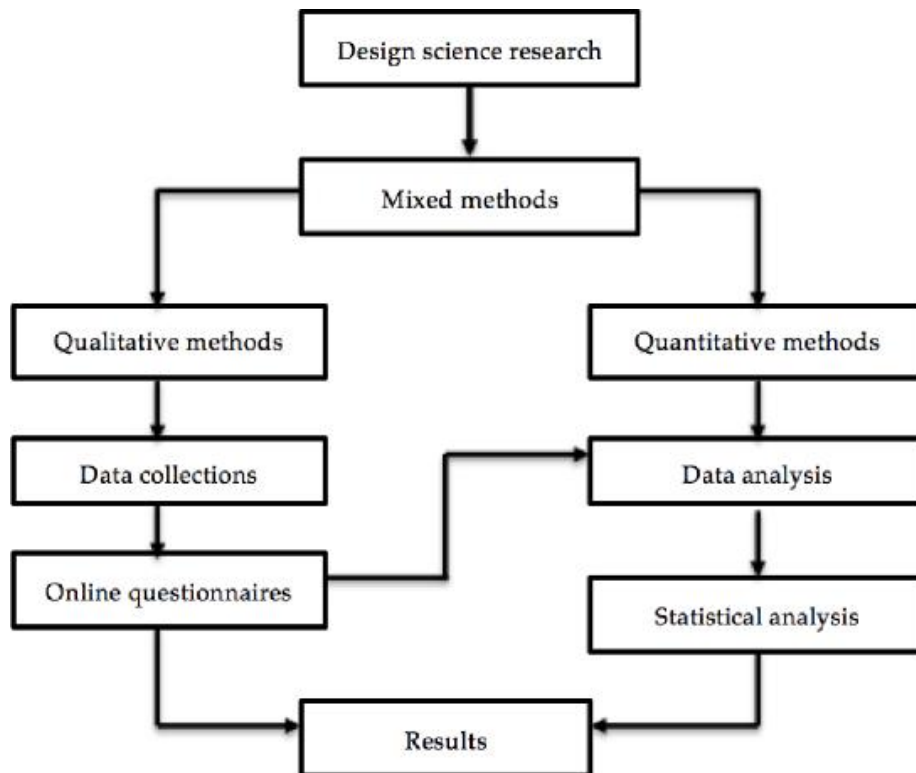 Design science research
Mixed methods
Qualitative methods
Quantitative methods
Data collections
Data analysis
Online questionnaires
Statistical analysis
Results